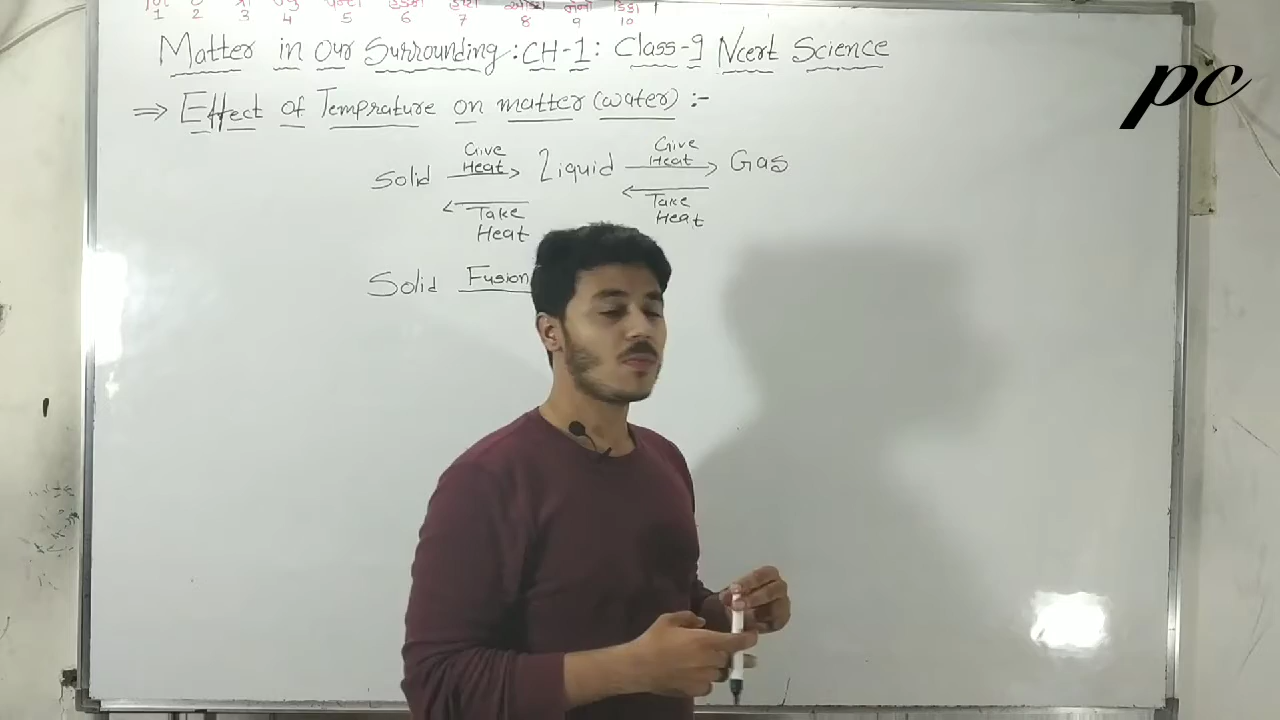 1 2 3 4 5 6 7 8 9 10
Matter in Our Surrounding : CH-1 : Class-9 Ncert Science
pc
⇒ Effect of Temprature on matter (water) :-
Solid Give Heat → Liquid Give Heat → Gas
← Take Heat ← Take Heat
Solid Fusion